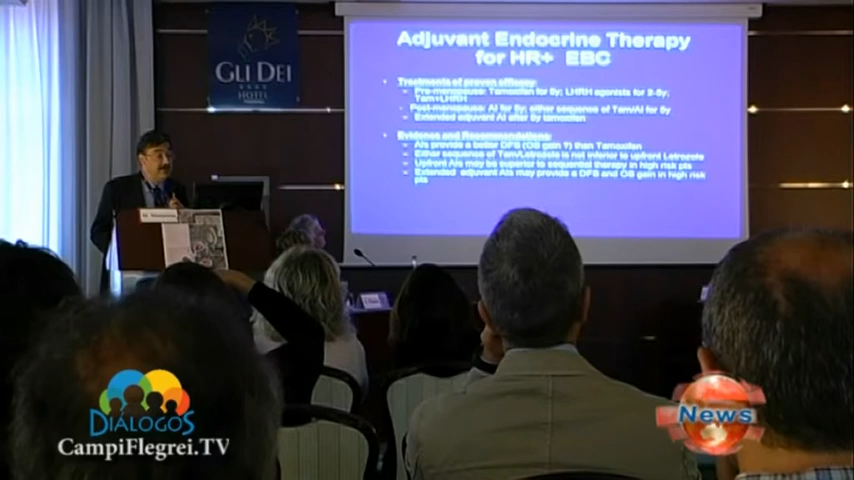 GLI DEI
HOTEL
Adjuvant Endocrine Therapy
for HR+ EBC
Treatments of proven efficacy:
Pre-menopause: Tamoxifen for 5y; LHRH agonists for 2-5y;
Tam+LHRH
Post-menopause: AI for 5y; either sequence of Tam/AI for 5y
Extended adjuvant AI after 5y tamoxifen
Evidence and Recommendations:
AIs provide a better DFS (OS gain ?) than Tamoxifen
Either sequence of Tam/Letrozole is not inferior to upfront Letrozole
Upfront AIs may be superior to sequential therapy in high risk pts
Extended adjuvant AIs may provide a DFS and OS gain in high risk
pts
DIALOGOS
CAMPIFLEGREI.TV
News